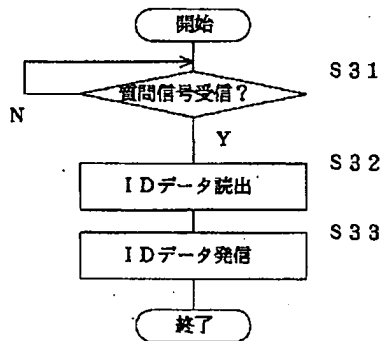 開始
S31
質問信号受信？
N
Y
S32
IDデータ読出
S33
IDデータ発信
終了